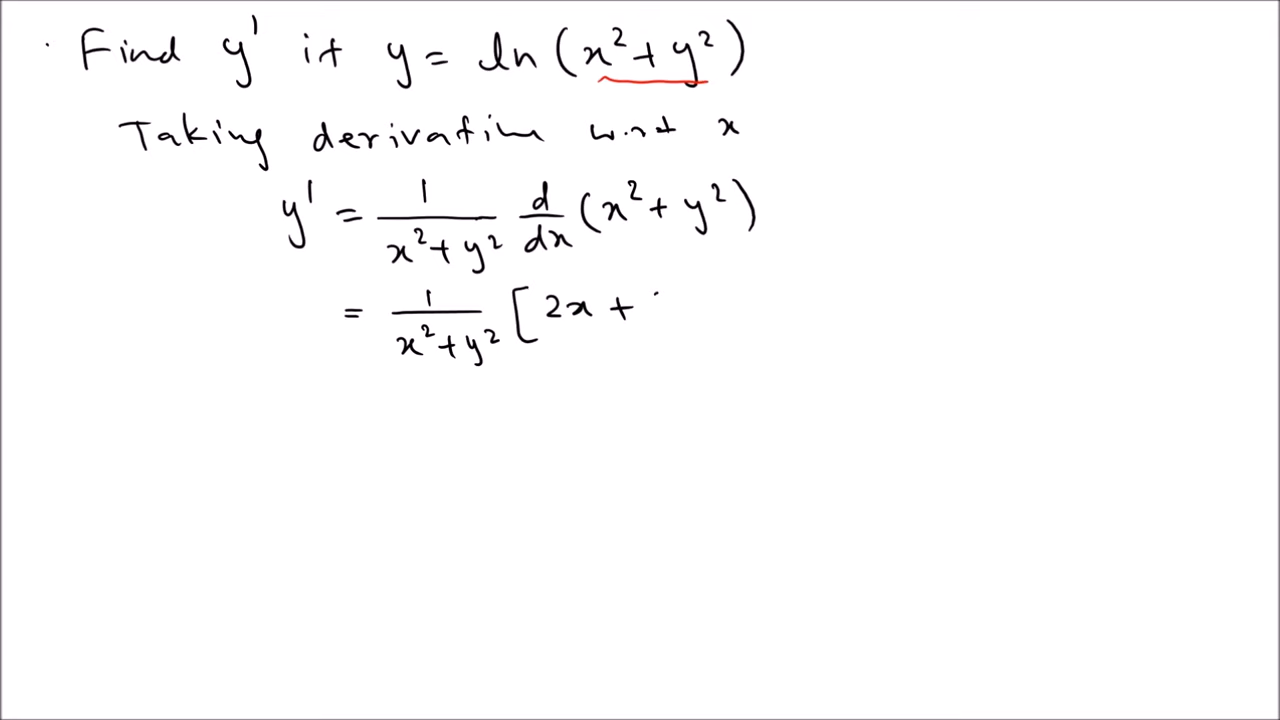 Find y' if y = ln (x² + y²)
Taking derivative w.r.t x
y' = 1/(x² + y²) d/dx (x² + y²)
= 1/(x² + y²) [ 2x +